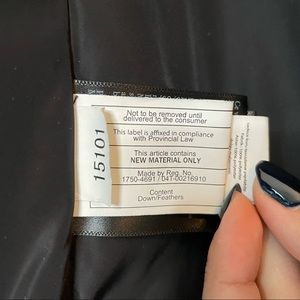 Not to be removed until
delivered to the consumer
This label is affixed in compliance
with Provincial Law
This article contains
NEW MATERIAL ONLY
Made by Reg. No.
1750-4691 / 04T-00216910
Content
Down/Feathers
15101